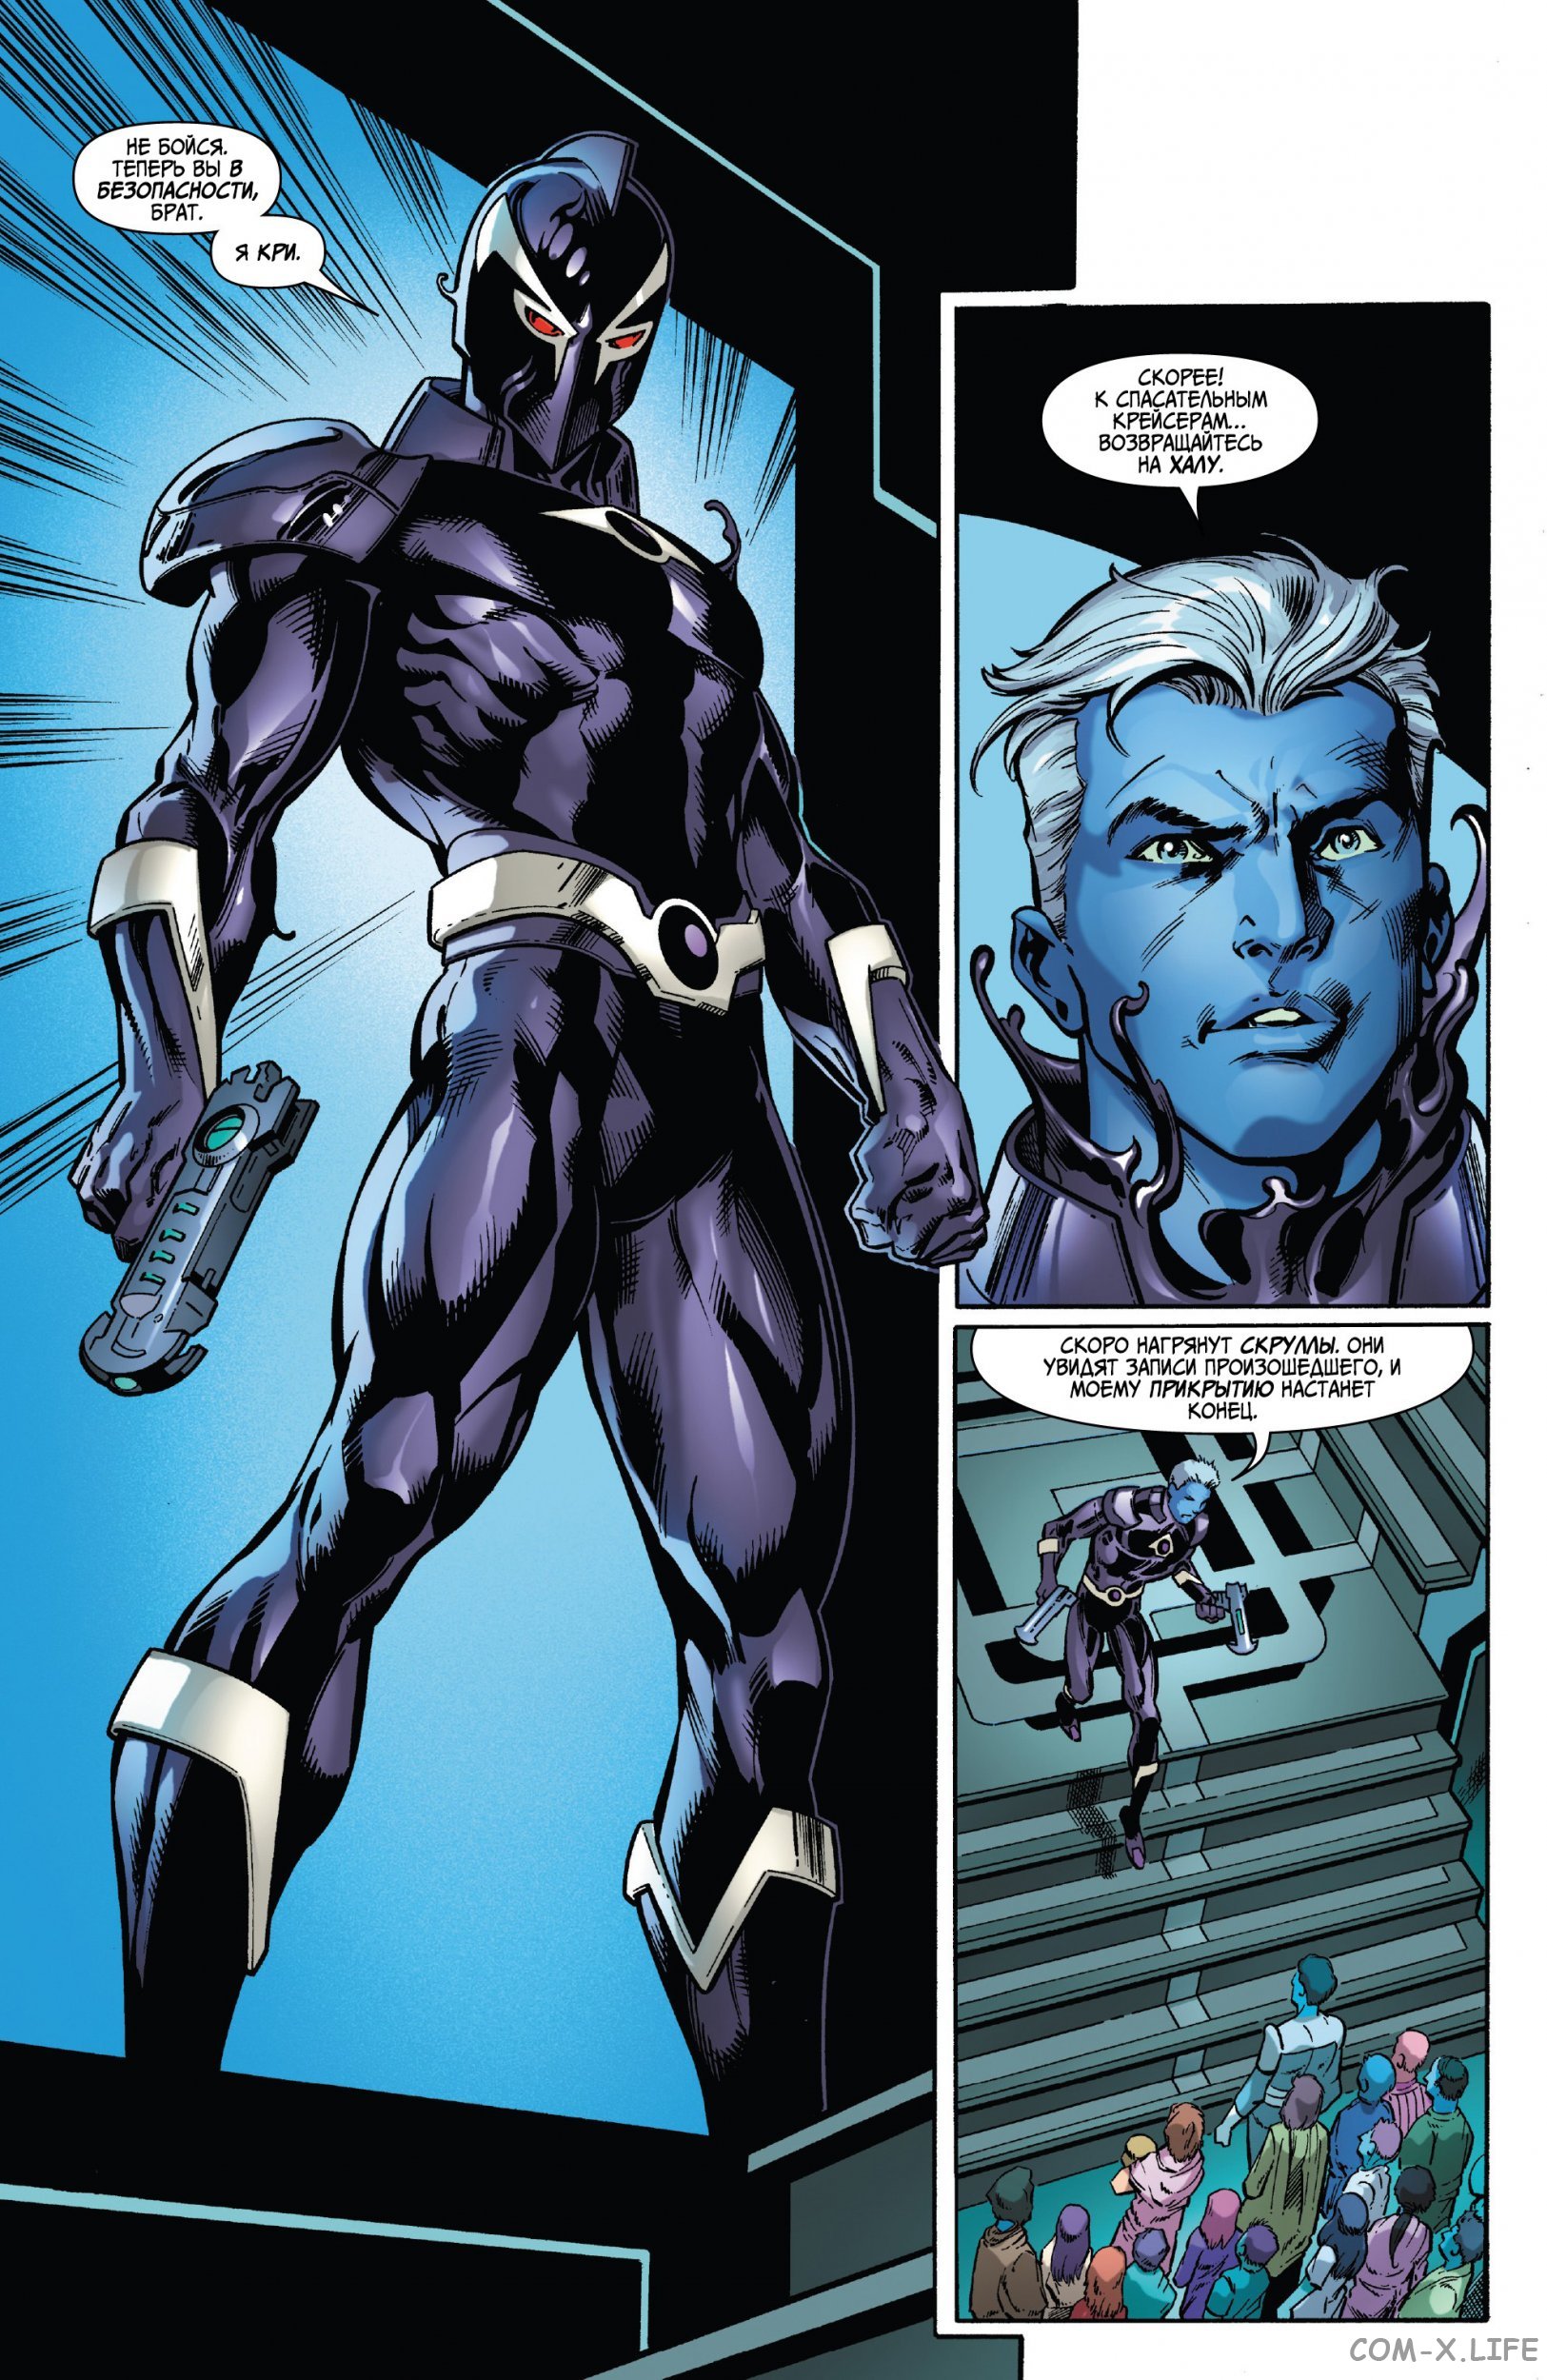 НЕ БОЙСЯ.
ТЕПЕРЬ ВЫ В
БЕЗОПАСНОСТИ,
БРАТ.
Я КРИ.
СКОРЕЕ!
К СПАСАТЕЛЬНЫМ
КРЕЙСЕРАМ...
ВОЗВРАЩАЙТЕСЬ
НА ХАЛУ.
СКОРО НАГРЯНУТ СКРУЛЛЫ. ОНИ
УВИДЯТ ЗАПИСИ ПРОИЗОШЕДШЕГО, И
МОЕМУ ПРИКРЫТИЮ НАСТАНЕТ
КОНЕЦ.
COM-X.LIFE